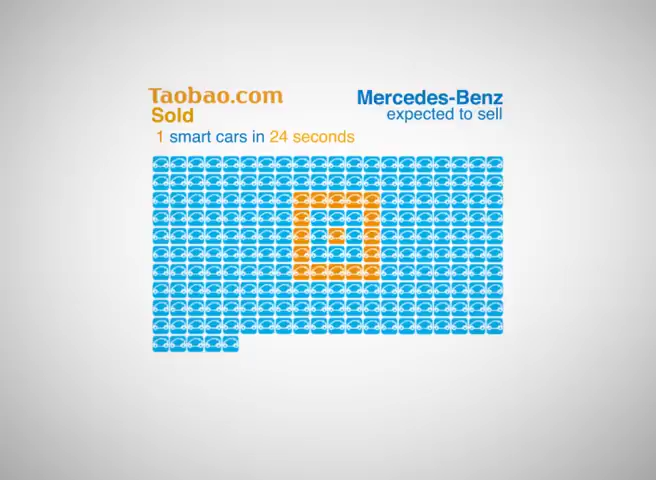 Taobao.com
Sold
1 smart cars in 24 seconds
Mercedes-Benz
expected to sell